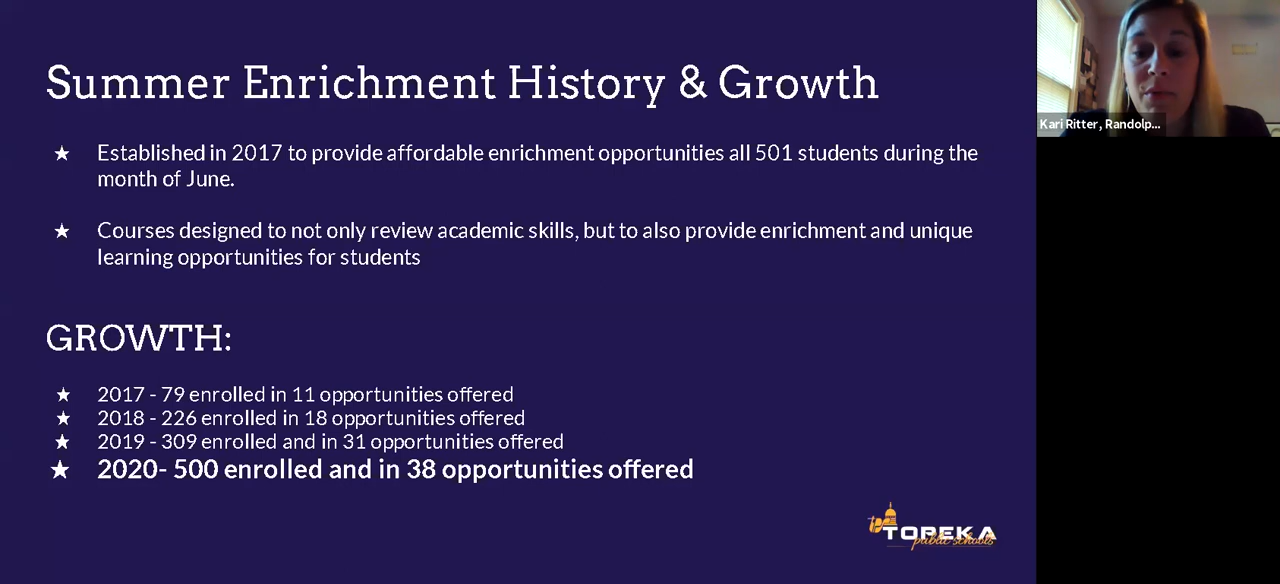 Summer Enrichment History & Growth
★ Established in 2017 to provide affordable enrichment opportunities all 501 students during the
month of June.
★ Courses designed to not only review academic skills, but to also provide enrichment and unique
learning opportunities for students
GROWTH:
★ 2017 - 79 enrolled in 11 opportunities offered
★ 2018 - 226 enrolled in 18 opportunities offered
★ 2019 - 309 enrolled and in 31 opportunities offered
★ 2020- 500 enrolled and in 38 opportunities offered
TOPEKA
public schools
Kari Ritter, Randolp...